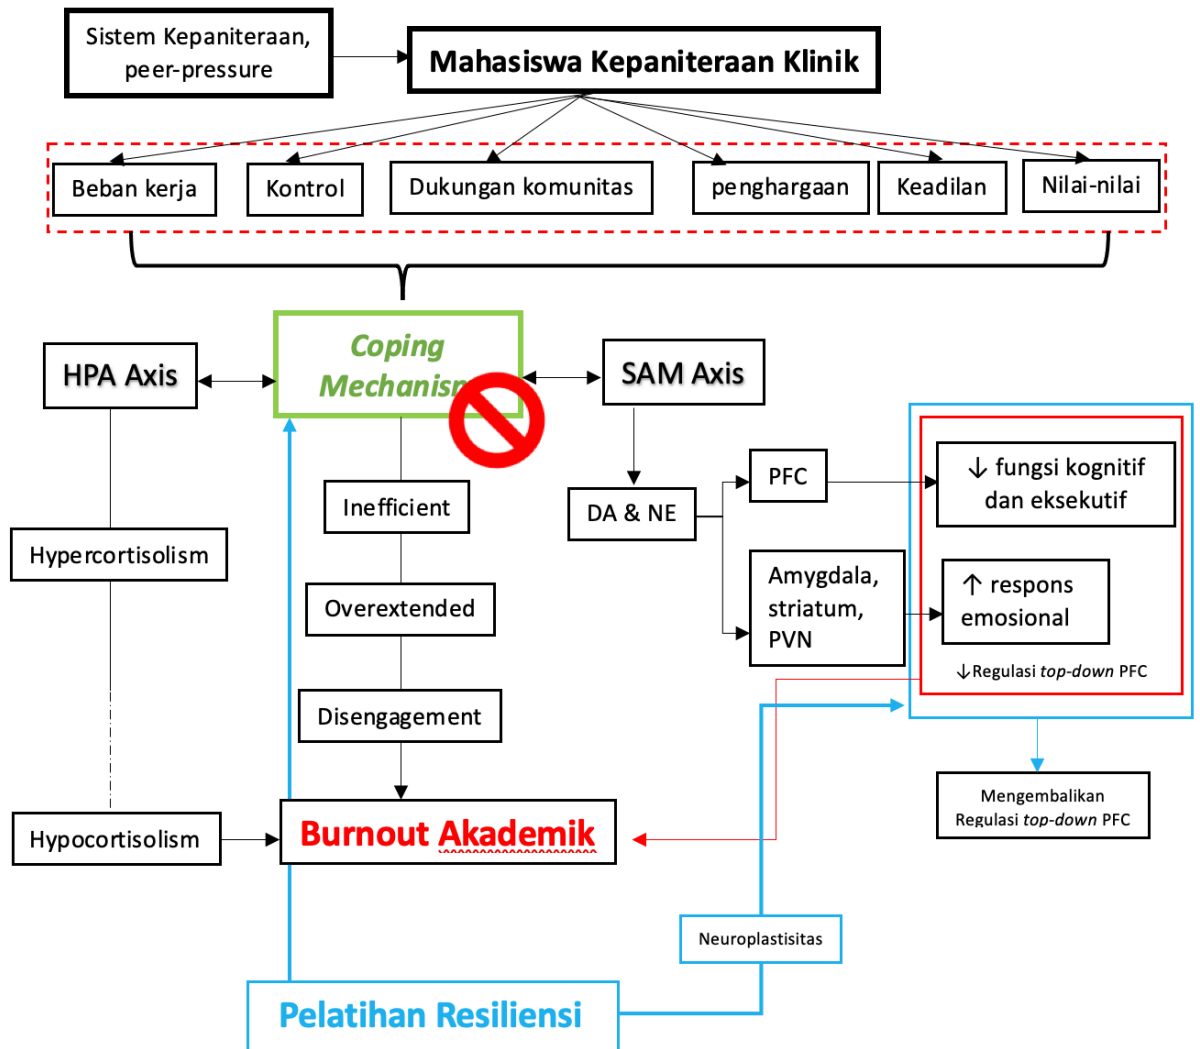 Sistem Kepaniteraan,
peer-pressure
Mahasiswa Kepaniteraan Klinik
Beban kerja
Kontrol
Dukungan komunitas
penghargaan
Keadilan
Nilai-nilai
HPA Axis
Coping
Mechanism
SAM Axis
Inefficient
DA & NE
PFC
↓ fungsi kognitif
dan eksekutif
Hypercortisolism
Overextended
Amygdala,
striatum,
PVN
↑ respons
emosional
↓Regulasi top-down PFC
Disengagement
Mengembalikan
Regulasi top-down PFC
Hypocortisolism
Burnout Akademik
Neuroplastisitas
Pelatihan Resiliensi